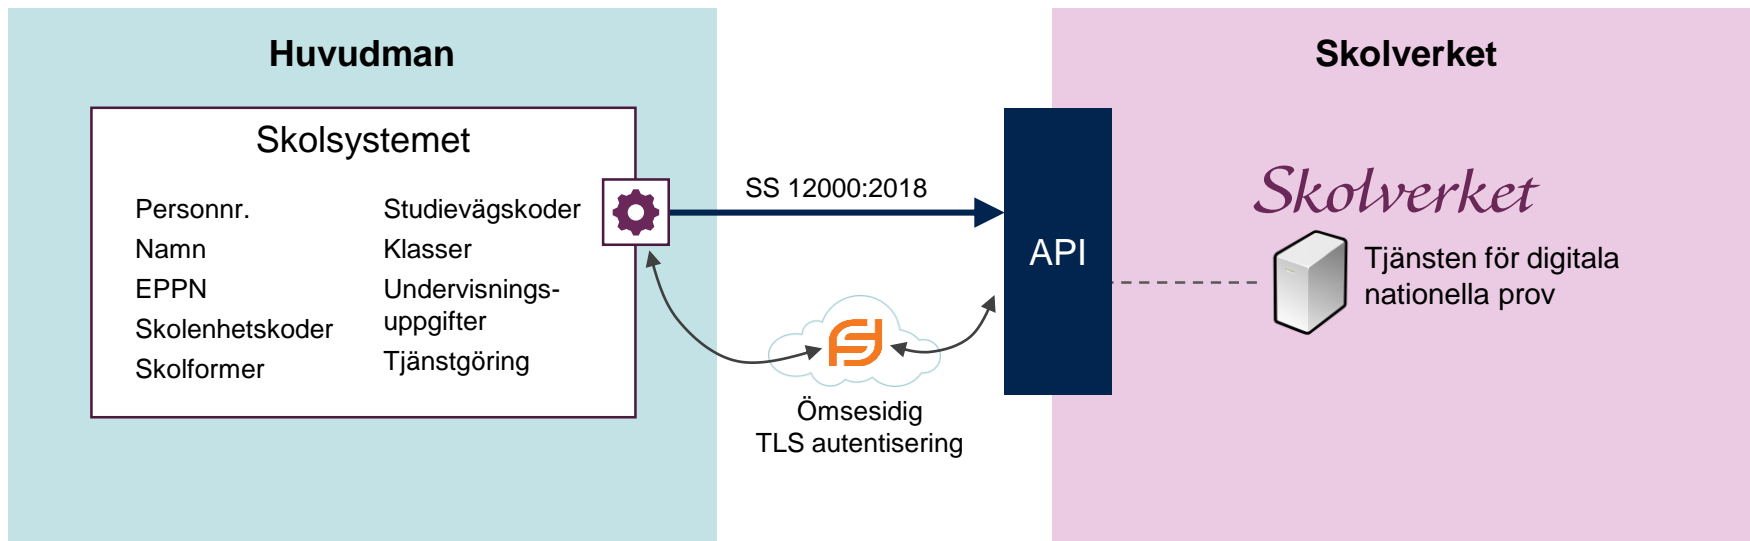 Huvudman
Skolsystemet
Personnr.
Namn
EPPN
Skolenhetskoder
Skolformer
Studievägskoder
Klasser
Undervisnings-
uppgifter
Tjänstgöring
SS 12000:2018
Ömsesidig
TLS autentisering
API
Skolverket
Skolverket
Tjänsten för digitala
nationella prov